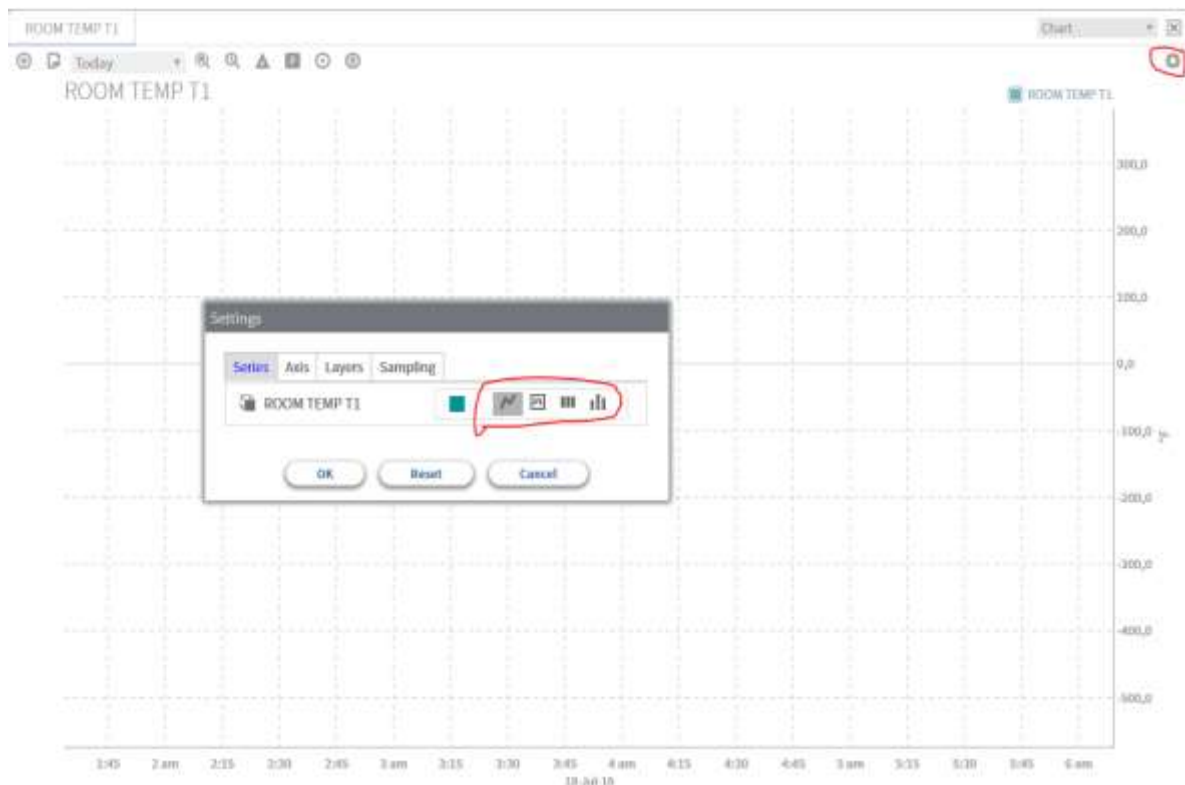 ROOM TEMP T1
Chart
Today
ROOM TEMP T1
ROOM TEMP T1
300,0
200,0
100,0
0,0
-100,0
°F
-200,0
-300,0
-400,0
-500,0
Settings
Series Axis Layers Sampling
ROOM TEMP T1
OK Reset Cancel
1:45 2 am 2:15 2:30 2:45 3 am 3:15 3:30 3:45 4 am 4:15 4:30 4:45 5 am 5:15 5:30 5:45 6 am